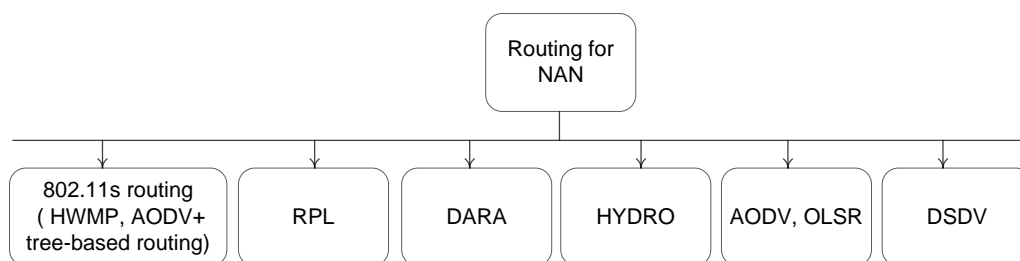 Routing for
NAN
802.11s routing
( HWMP, AODV+
tree-based routing)
RPL
DARA
HYDRO
AODV, OLSR
DSDV